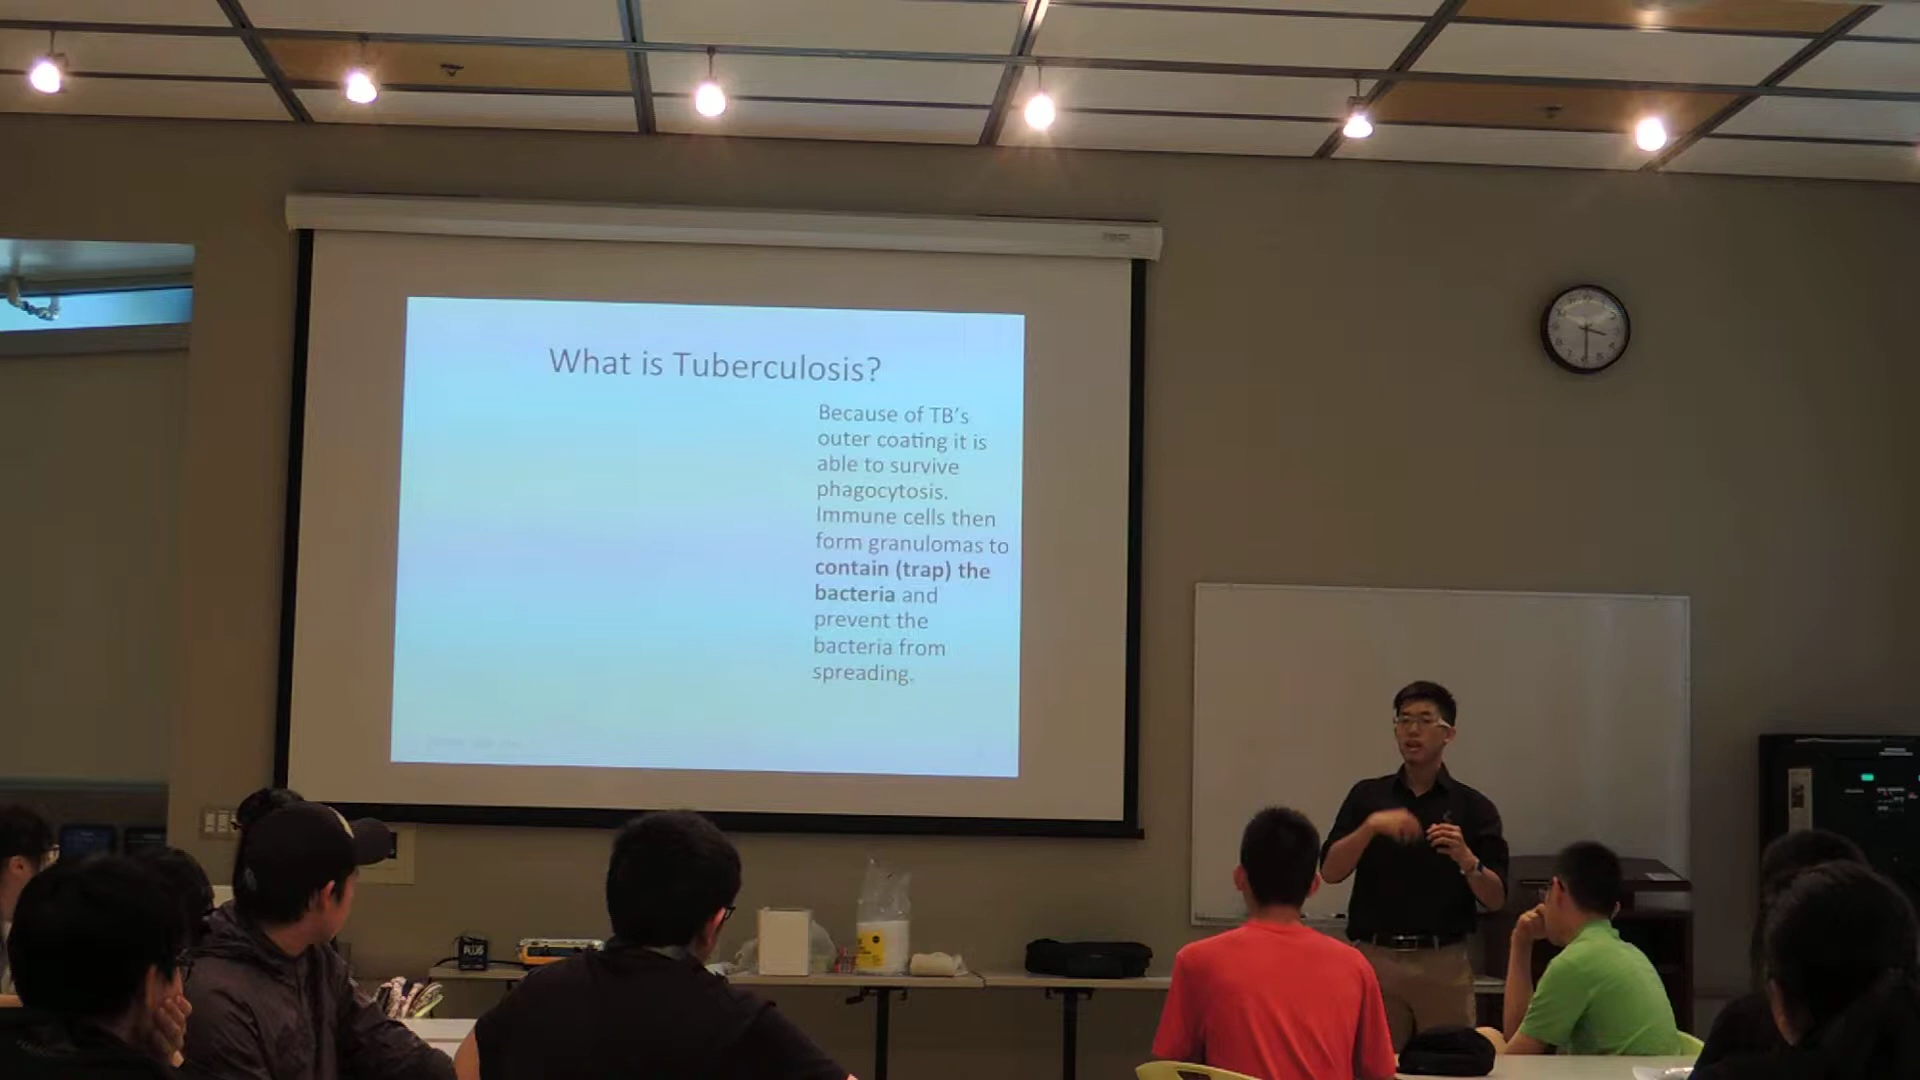 What is Tuberculosis?
Because of TB's
outer coating it is
able to survive
phagocytosis.
Immune cells then
form granulomas to
contain (trap) the
bacteria and
prevent the
bacteria from
spreading.
PLUS